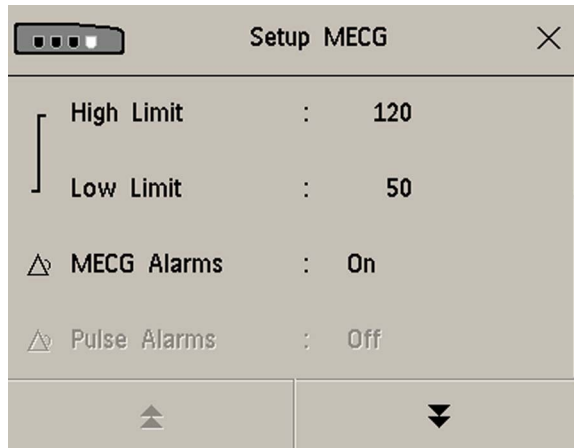 Setup MECG
High Limit : 120
Low Limit : 50
MECG Alarms : On
Pulse Alarms : Off